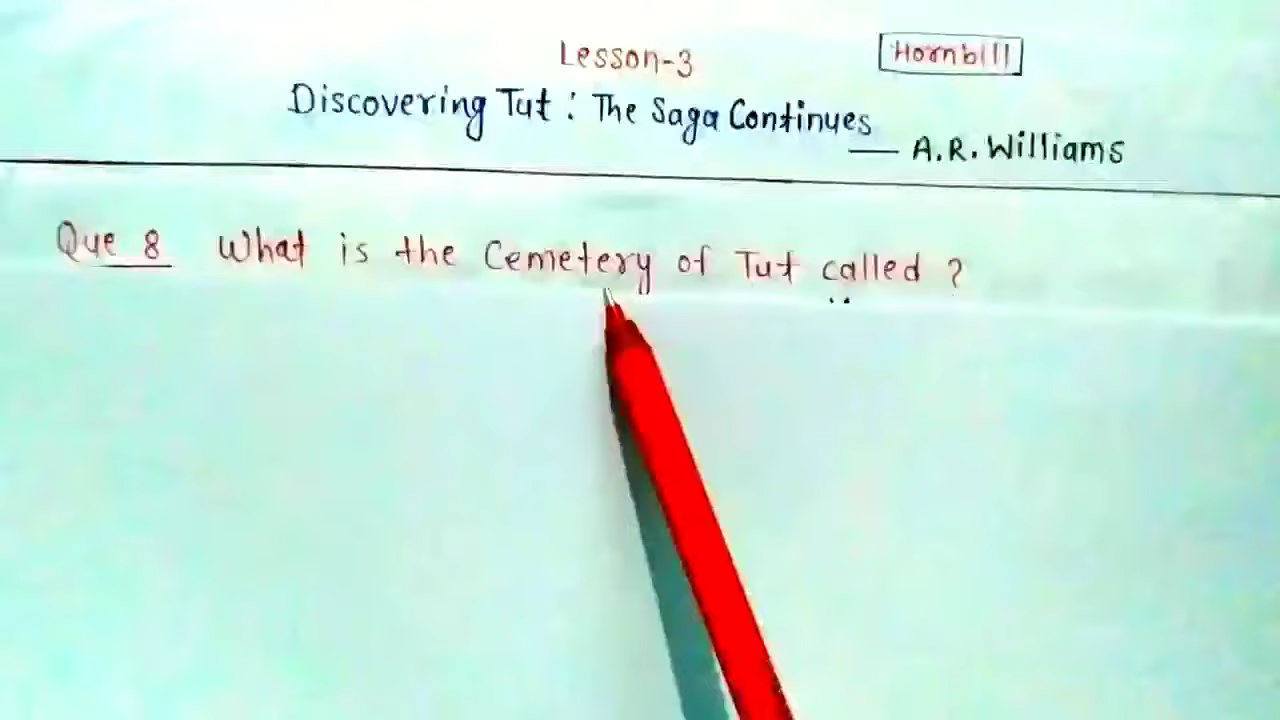 Lesson-3
Hornbill
Discovering Tut : The Saga Continues
— A.R. Williams
Que 8 What is the Cemetery of Tut called ?